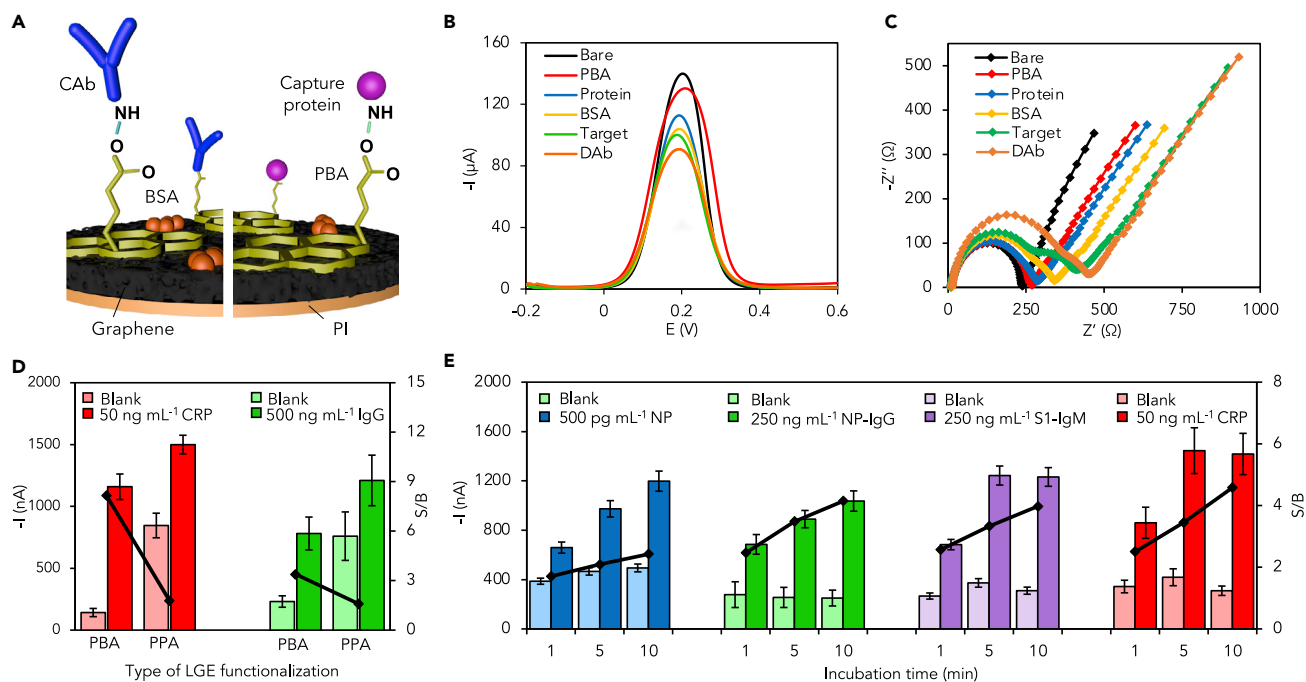 A
CAb
NH
O
O
BSA
Capture
protein
NH
O
PBA
O
Graphene
PI
B
-I (µA)
160
120
80
40
0
Bare
PBA
Protein
BSA
Target
DAb
-0.2 0 0.2 0.4 0.6
E (V)
C
-Z'' (Ω)
500
400
300
200
100
0
Bare
PBA
Protein
BSA
Target
DAb
0 250 500 750 1000
Z' (Ω)
D
-I (nA)
2000
1500
1000
500
0
Blank
50 ng mL-1 CRP
Blank
500 ng mL-1 IgG
15
12
9
6
3
0
S/B
PBA PPA PBA PPA
Type of LGE functionalization
E
-I (nA)
2000
1600
1200
800
400
0
Blank
500 pg mL-1 NP
Blank
250 ng mL-1 NP-IgG
Blank
250 ng mL-1 S1-IgM
Blank
50 ng mL-1 CRP
8
6
4
2
0
S/B
1 5 10 1 5 10 1 5 10 1 5 10
Incubation time (min)